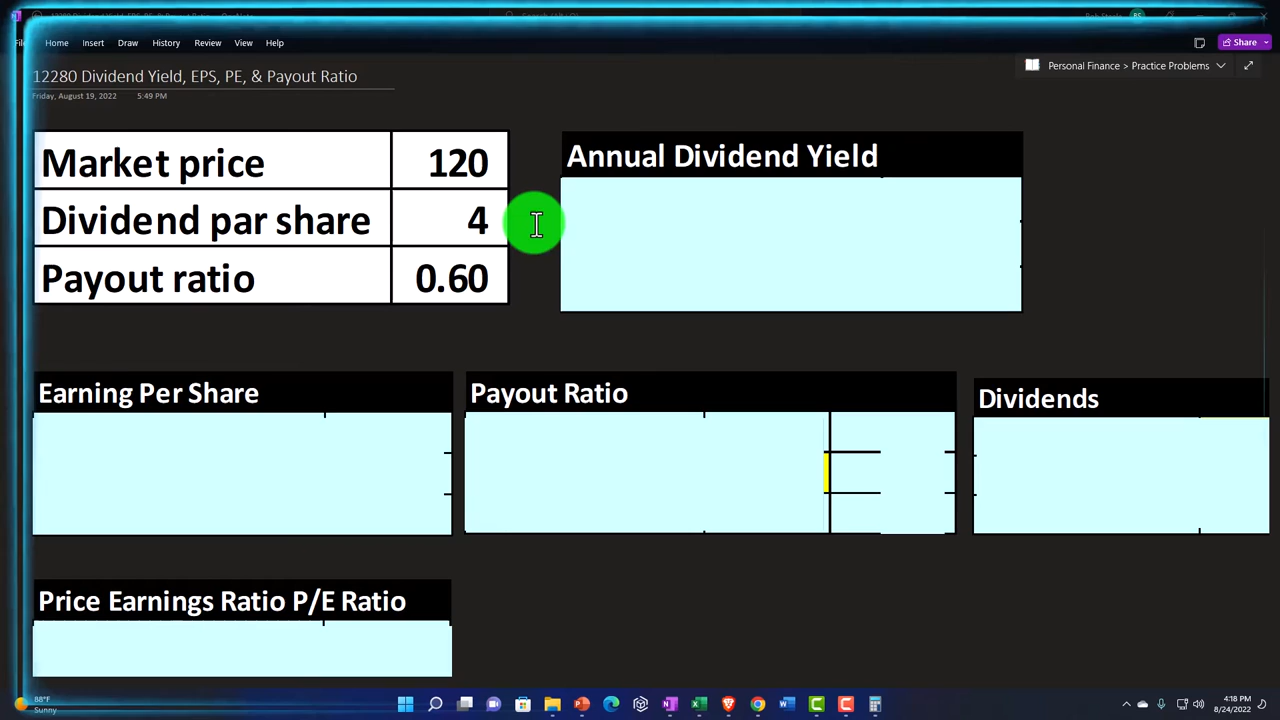 File Home Insert Draw History Review View Help
Share
12280 Dividend Yield, EPS, PE, & Payout Ratio
Personal Finance > Practice Problems
Friday, August 19, 2022 5:49 PM
Market price 120
Dividend par share 4
Payout ratio 0.60
Annual Dividend Yield
Earning Per Share
Payout Ratio
Dividends
Price Earnings Ratio P/E Ratio
88°F
Sunny
4:18 PM
8/24/2022